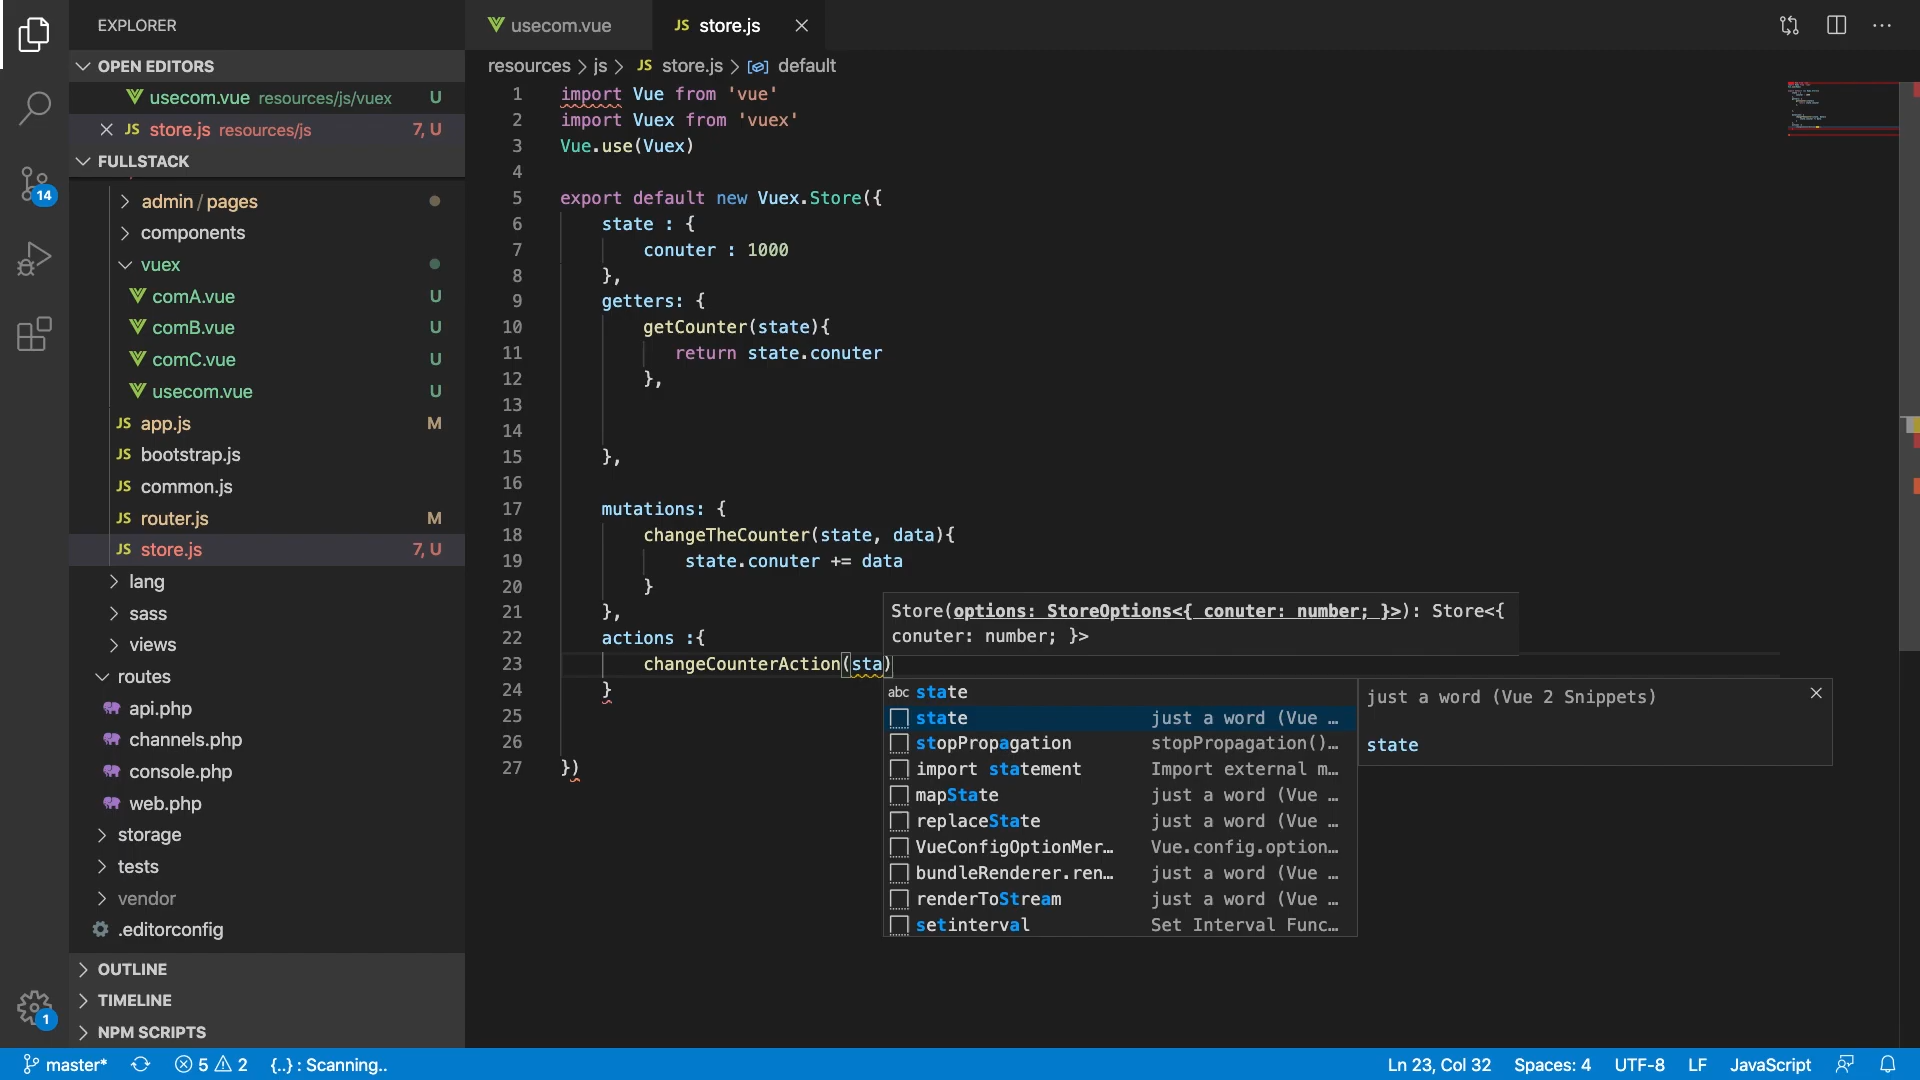 EXPLORER
OPEN EDITORS
usecom.vue resources/js/vuex U
store.js resources/js 7, U
FULLSTACK
admin / pages
components
vuex
comA.vue U
comB.vue U
comC.vue U
usecom.vue U
JS app.js M
JS bootstrap.js
JS common.js
JS router.js M
JS store.js 7, U
lang
sass
views
routes
api.php
channels.php
console.php
web.php
storage
tests
vendor
.editorconfig
OUTLINE
TIMELINE
NPM SCRIPTS
14
1
usecom.vue
JS store.js
resources > js > JS store.js > default
1 import Vue from 'vue'
2 import Vuex from 'vuex'
3 Vue.use(Vuex)
4
5 export default new Vuex.Store({
6 state : {
7 conuter : 1000
8 },
9 getters: {
10 getCounter(state){
11 return state.conuter
12 },
13
14
15 },
16
17 mutations: {
18 changeTheCounter(state, data){
19 state.conuter += data
20 }
21 },
22 actions :{
23 changeCounterAction(sta)
24 }
25
26
27 })
Store(options: StoreOptions<{ conuter: number; }>): Store<{
conuter: number; }>
abc state
state just a word (Vue …
stopPropagation stopPropagation()…
import statement Import external m…
mapState just a word (Vue …
replaceState just a word (Vue …
VueConfigOptionMer… Vue.config.option…
bundleRenderer.ren… just a word (Vue …
renderToStream just a word (Vue …
setinterval Set Interval Func…
just a word (Vue 2 Snippets)
state
master* 5 2 {..} : Scanning..
Ln 23, Col 32 Spaces: 4 UTF-8 LF JavaScript